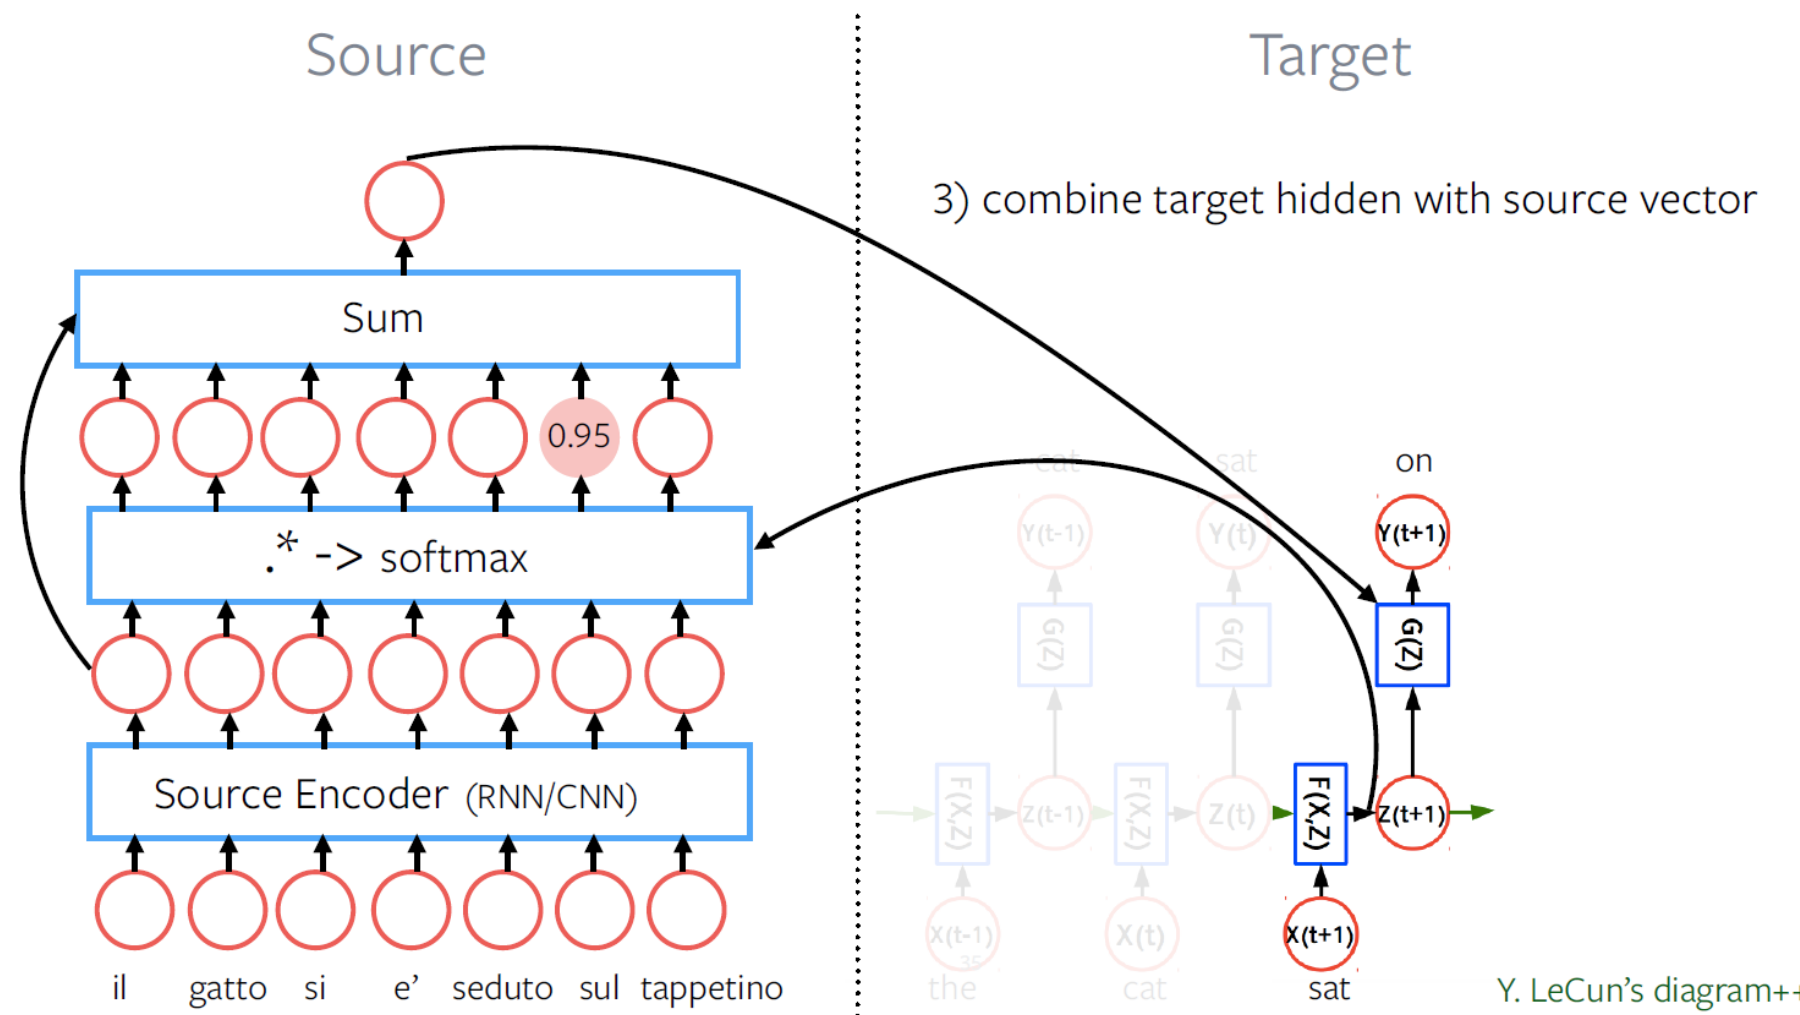 Source
Target
3) combine target hidden with source vector
Sum
0.95
.* -> softmax
Source Encoder (RNN/CNN)
il gatto si e’ seduto sul tappetino
cat sat on
Y(t-1) Y(t) Y(t+1)
G(Z) G(Z) G(Z)
F(X,Z) Z(t-1) F(X,Z) Z(t) F(X,Z) Z(t+1)
X(t-1) X(t) X(t+1)
35
the cat sat
Y. LeCun’s diagram++